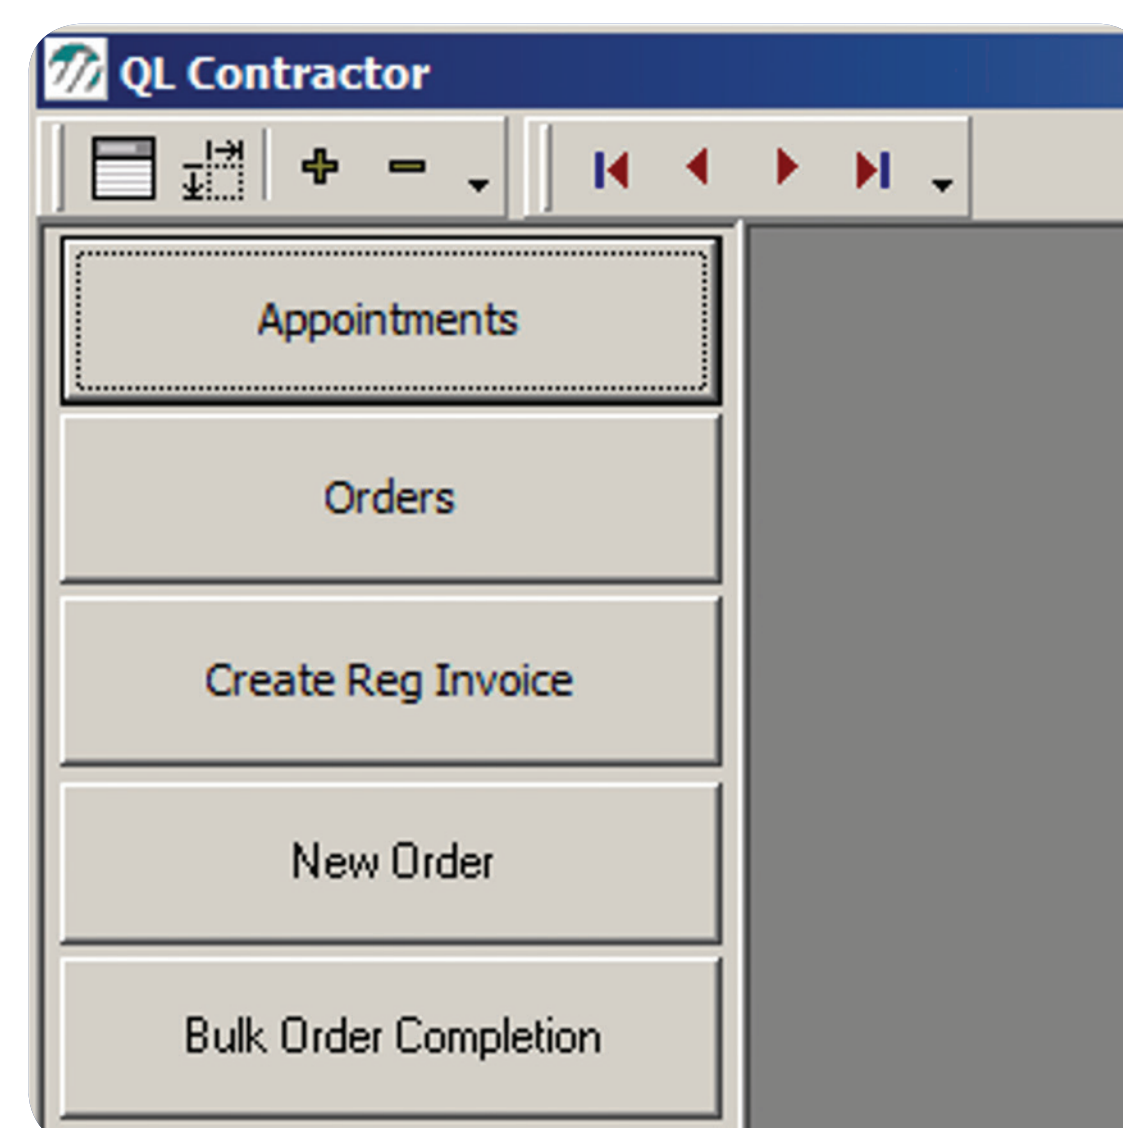 QL Contractor
Appointments
Orders
Create Reg Invoice
New Order
Bulk Order Completion